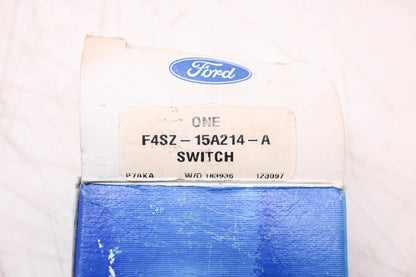 Ford
ONE
F4SZ-15A214-A
SWITCH
P7AKA W/O 183936 123097